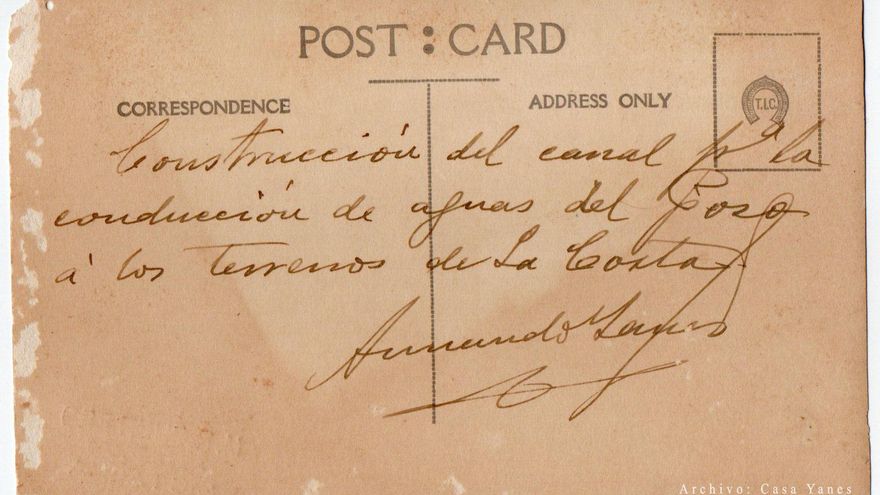 POST : CARD
CORRESPONDENCE
ADDRESS ONLY
T.I.C.
Construcción del canal pª la
conducción de aguas del Pozo
á los terrenos de La Costa
Armando Yanes
Archivo: Casa Yanes